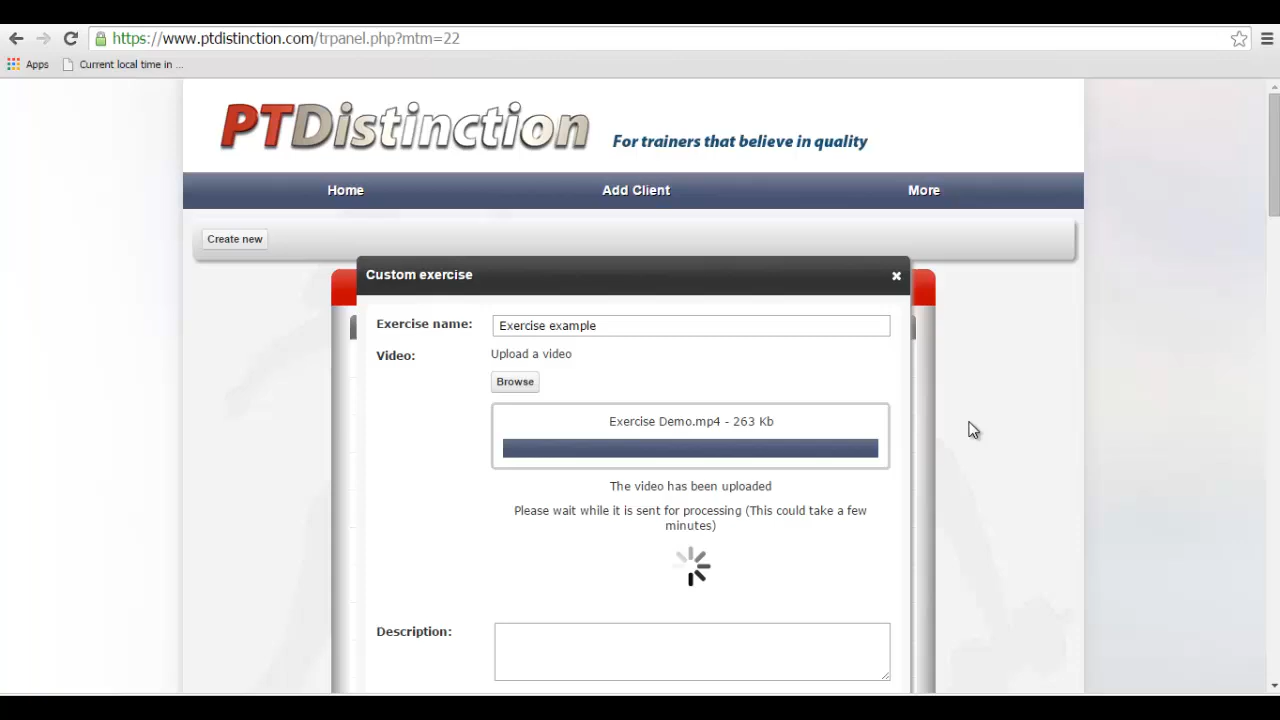 https://www.ptdistinction.com/trpanel.php?mtm=22
Apps Current local time in ...
PTDistinction For trainers that believe in quality
Home Add Client More
Create new
Custom exercise
Exercise name: Exercise example
Video: Upload a video
Browse
Exercise Demo.mp4 - 263 Kb
The video has been uploaded
Please wait while it is sent for processing (This could take a few
minutes)
Description: